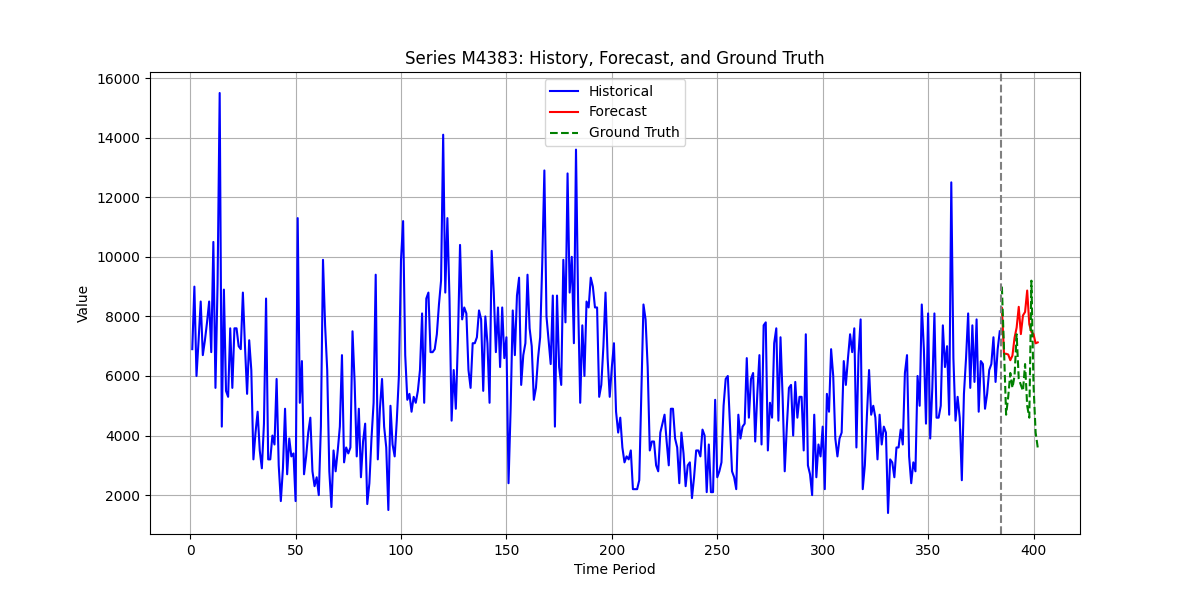 Series M4383: History, Forecast, and Ground Truth
Historical
Forecast
Ground Truth
Value
16000
14000
12000
10000
8000
6000
4000
2000
0 50 100 150 200 250 300 350 400
Time Period